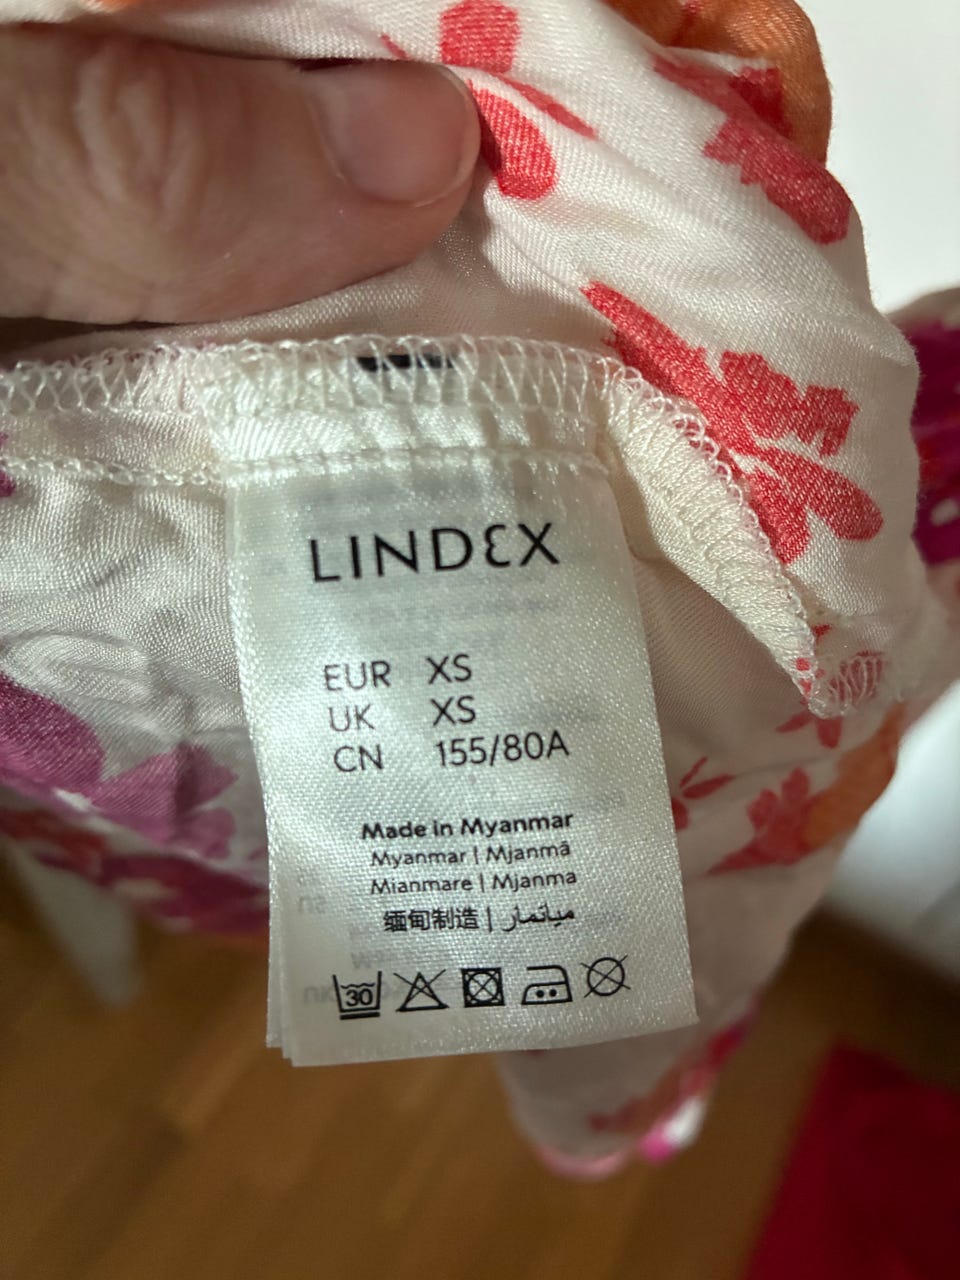 LINDEX
EUR XS
UK XS
CN 155/80A
Made in Myanmar
Myanmar | Mjanmā
Mianmare | Mjanma
缅甸制造 | ميانمار
30